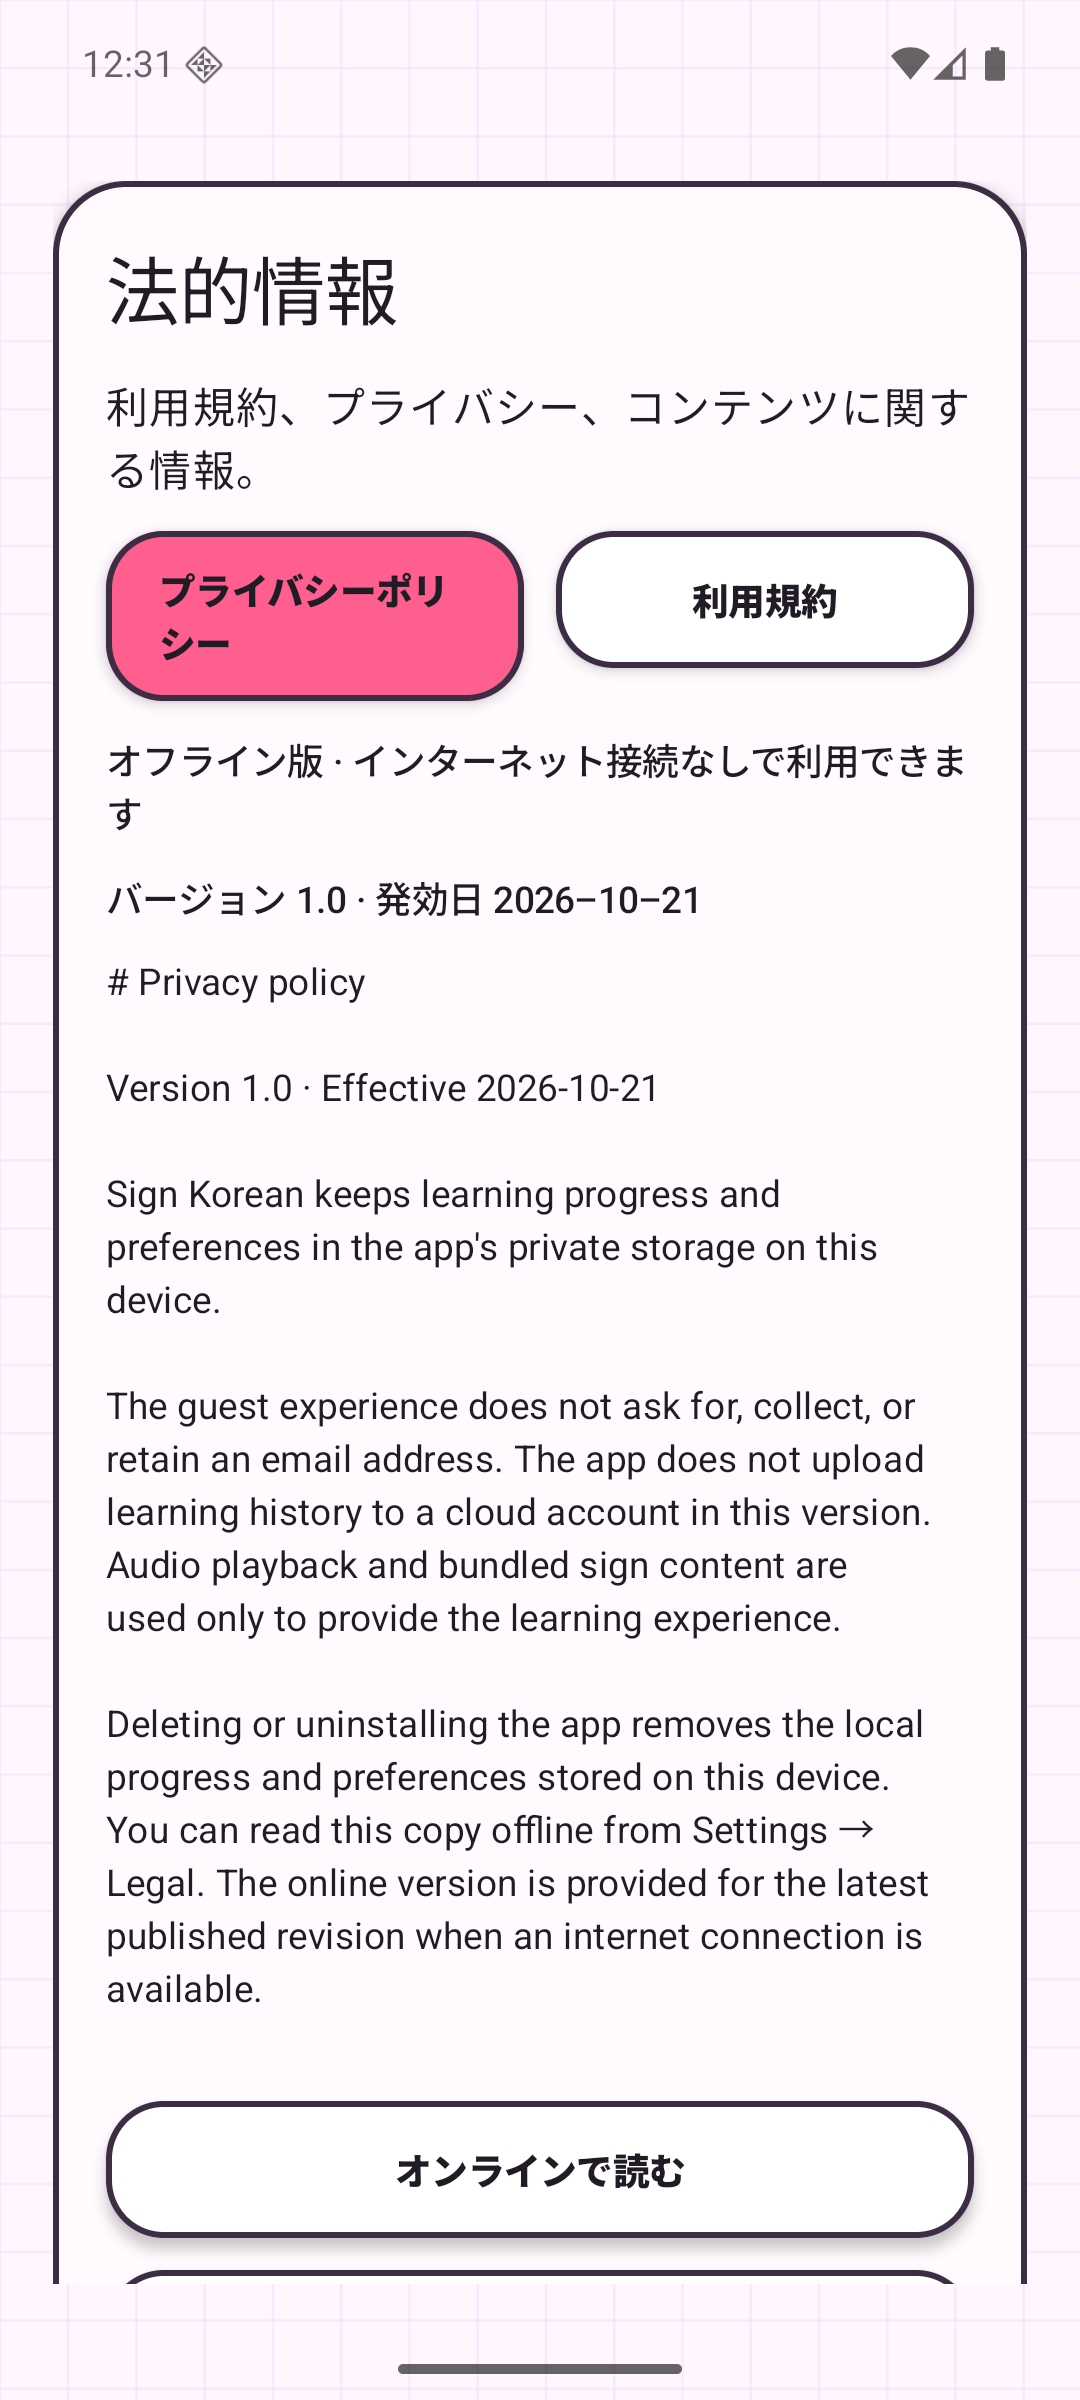 12:31
法的情報
利用規約、プライバシー、コンテンツに関す
る情報。
プライバシーポリ
シー
利用規約
オフライン版 · インターネット接続なしで利用できま
す
バージョン 1.0 · 発効日 2026–10–21
# Privacy policy
Version 1.0 · Effective 2026-10-21
Sign Korean keeps learning progress and
preferences in the app's private storage on this
device.
The guest experience does not ask for, collect, or
retain an email address. The app does not upload
learning history to a cloud account in this version.
Audio playback and bundled sign content are
used only to provide the learning experience.
Deleting or uninstalling the app removes the local
progress and preferences stored on this device.
You can read this copy offline from Settings →
Legal. The online version is provided for the latest
published revision when an internet connection is
available.
オンラインで読む